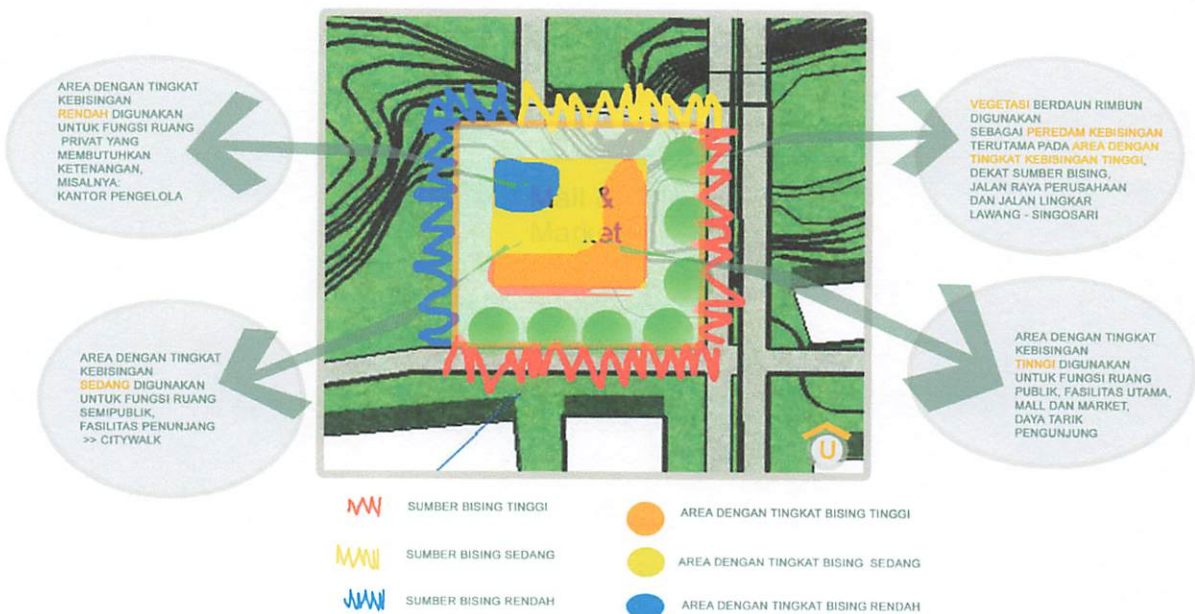 AREA DENGAN TINGKAT
KEBISINGAN
RENDAH DIGUNAKAN
UNTUK FUNGSI RUANG
PRIVAT YANG
MEMBUTUHKAN
KETENANGAN,
MISALNYA:
KANTOR PENGELOLA
VEGETASI BERDAUN RIMBUN
DIGUNAKAN
SEBAGAI PEREDAM KEBISINGAN
TERUTAMA PADA AREA DENGAN
TINGKAT KEBISINGAN TINGGI,
DEKAT SUMBER BISING,
JALAN RAYA PERUSAHAAN
DAN JALAN LINGKAR
LAWANG - SINGOSARI
Mall &
Market
AREA DENGAN TINGKAT
KEBISINGAN
SEDANG DIGUNAKAN
UNTUK FUNGSI RUANG
SEMIPUBLIK,
FASILITAS PENUNJANG
>> CITYWALK
AREA DENGAN TINGKAT
KEBISINGAN
TINNGI DIGUNAKAN
UNTUK FUNGSI RUANG
PUBLIK, FASILITAS UTAMA,
MALL DAN MARKET,
DAYA TARIK
PENGUNJUNG
U
SUMBER BISING TINGGI
SUMBER BISING SEDANG
SUMBER BISING RENDAH
AREA DENGAN TINGKAT BISING TINGGI
AREA DENGAN TINGKAT BISING SEDANG
AREA DENGAN TINGKAT BISING RENDAH